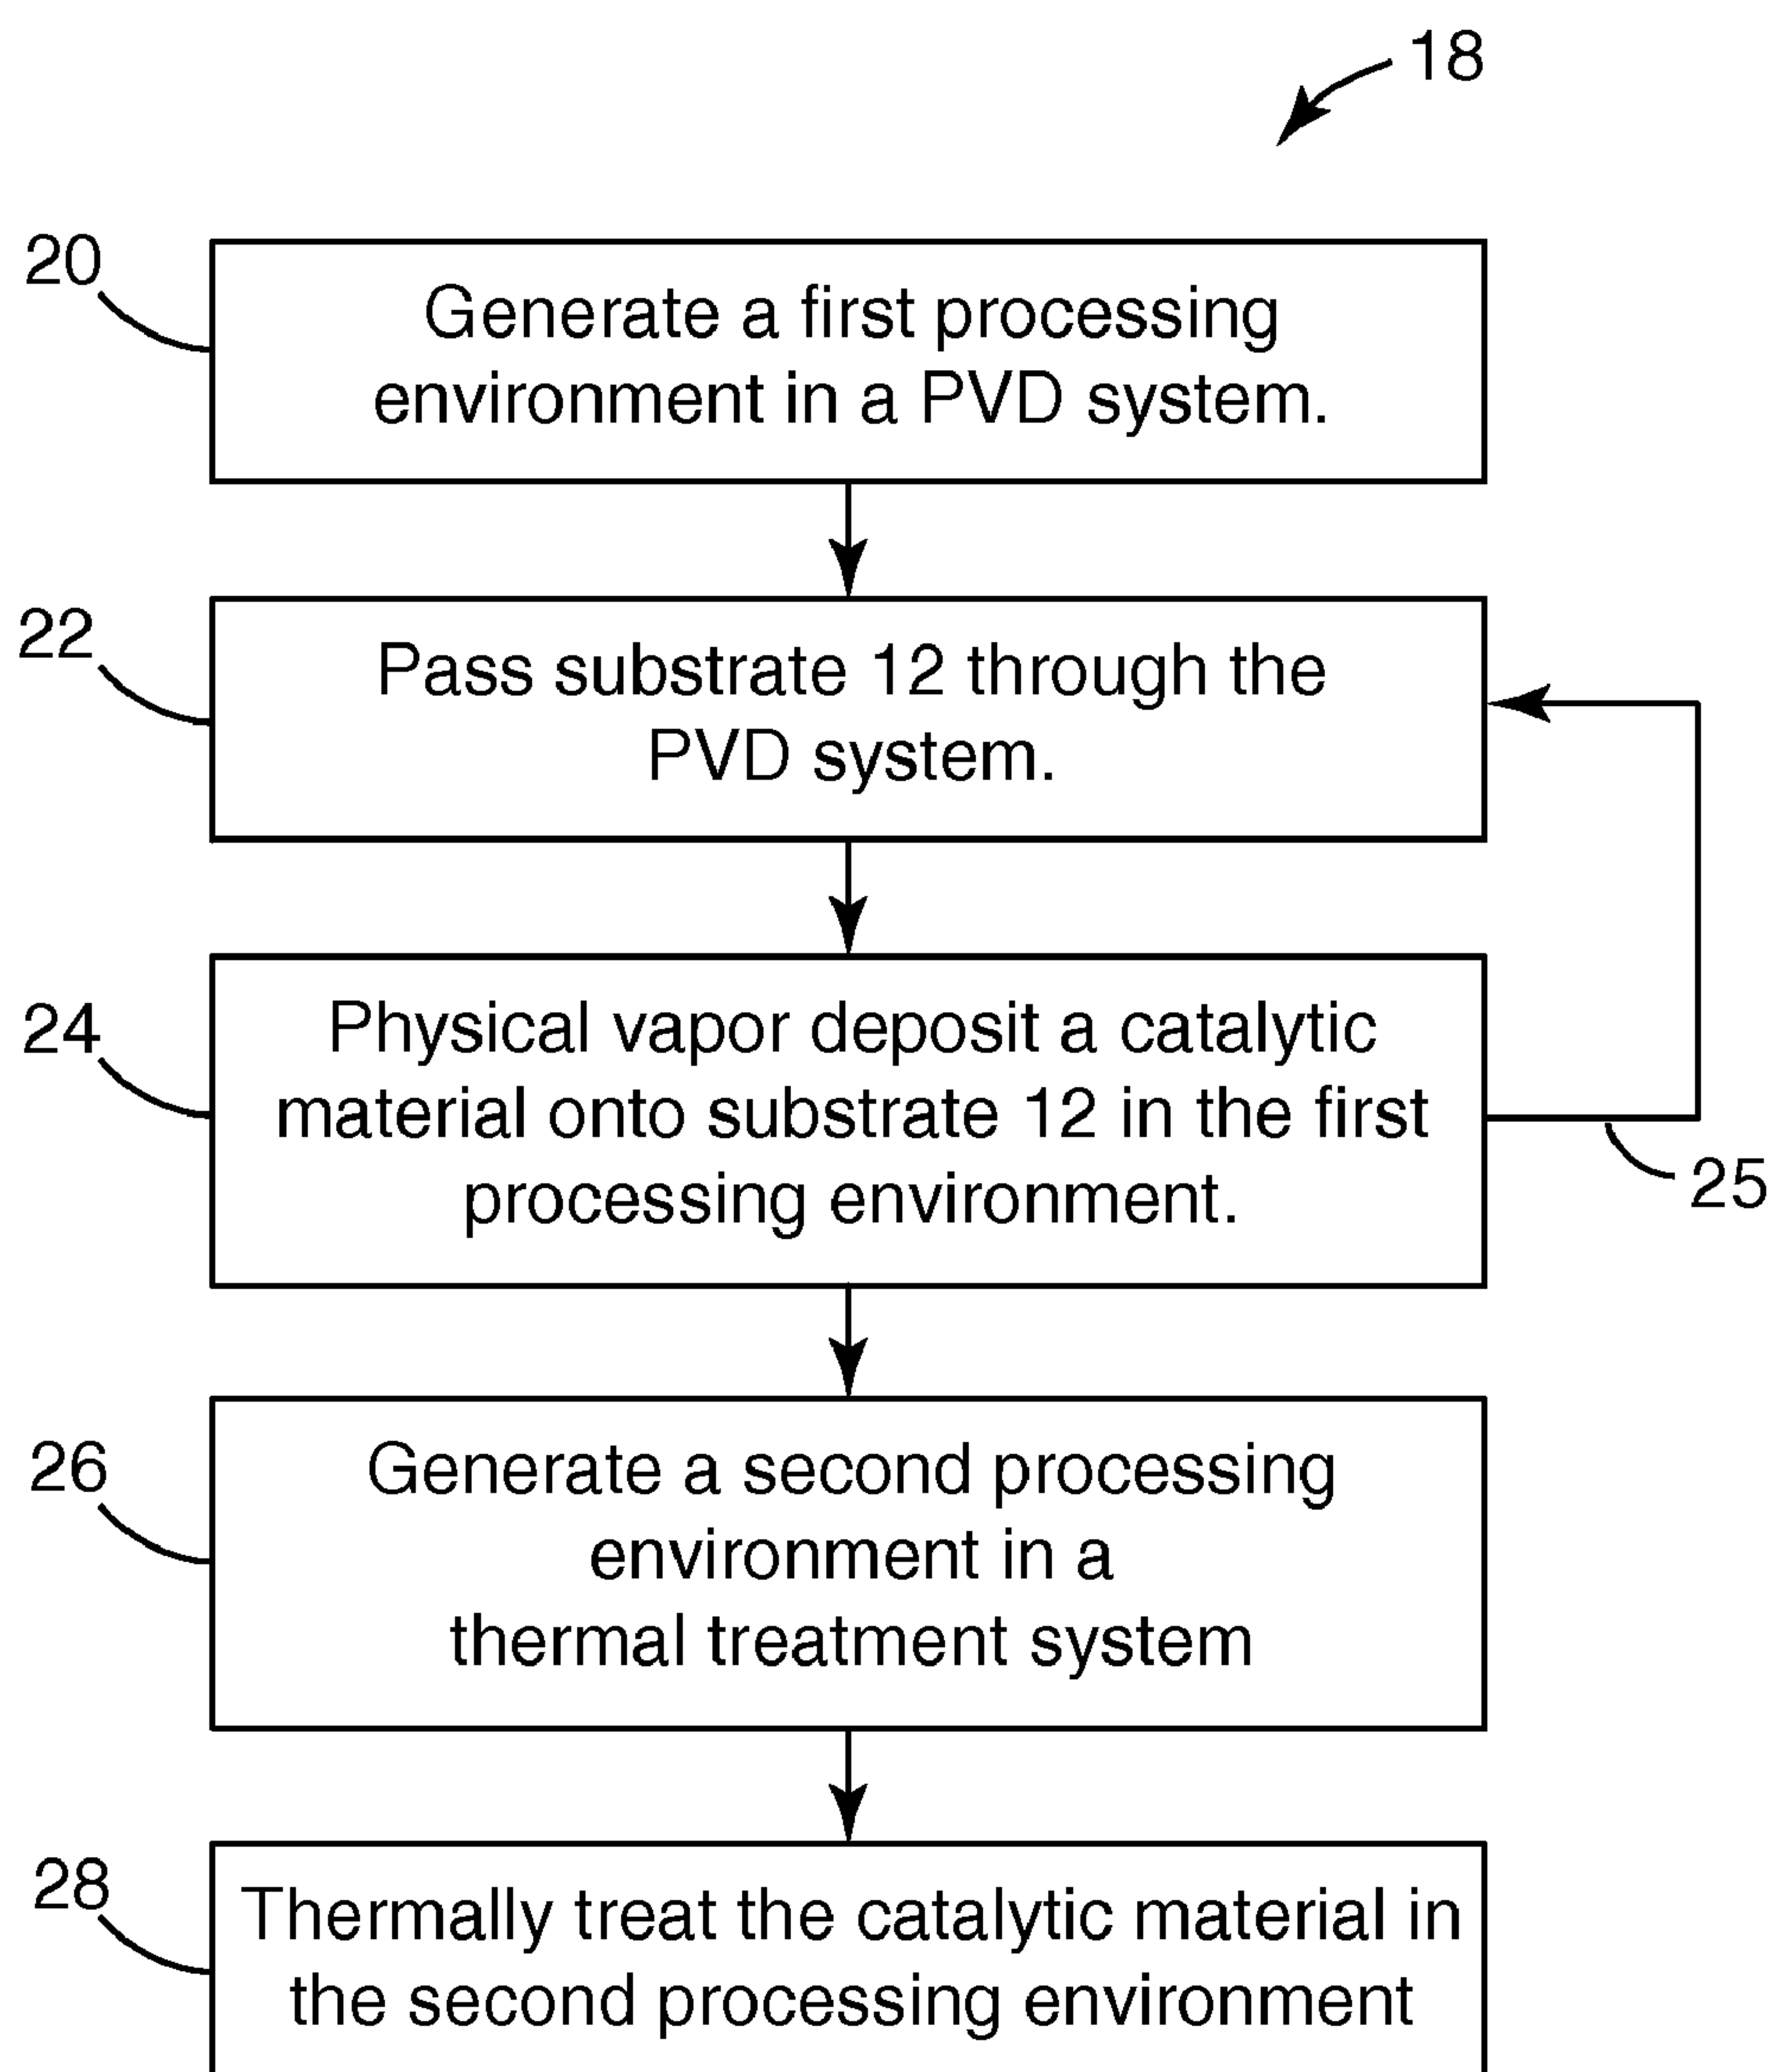 18
20
Generate a first processing
environment in a PVD system.
22
Pass substrate 12 through the
PVD system.
24
Physical vapor deposit a catalytic
material onto substrate 12 in the first
processing environment.
25
26
Generate a second processing
environment in a
thermal treatment system
28
Thermally treat the catalytic material in
the second processing environment